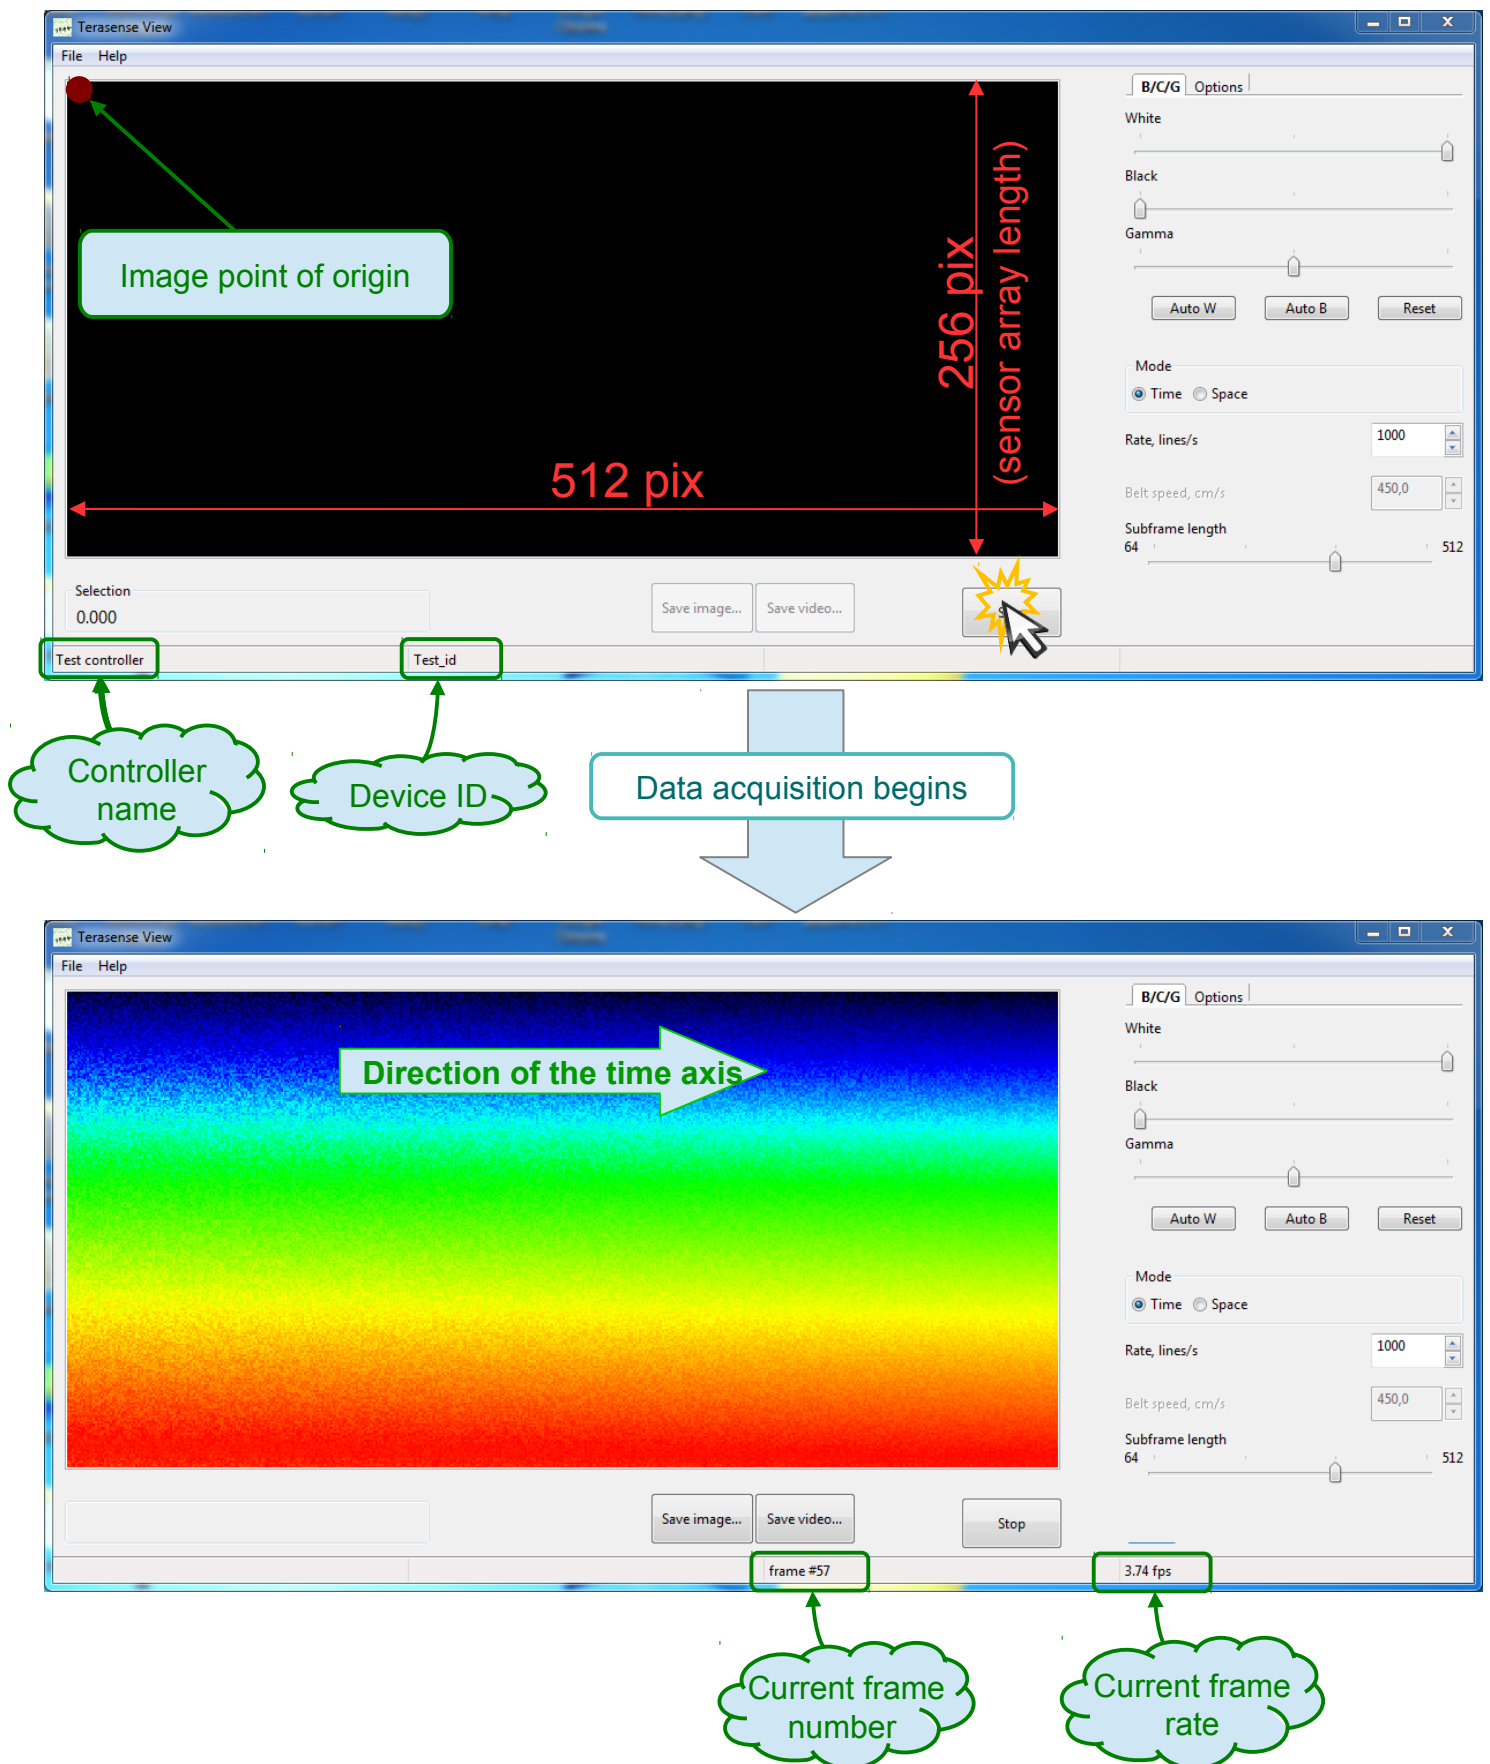 Terasense View
File Help
B/C/G Options
White
Black
Image point of origin
256 pix
(sensor array length)
Gamma
Auto W Auto B Reset
Mode
Time Space
Rate, lines/s 1000
512 pix
Belt speed, cm/s 450,0
Subframe length
64 512
Selection
0.000
Save image... Save video...
Test controller Test_id
Controller
name
Device ID
Data acquisition begins
Terasense View
File Help
B/C/G Options
White
Direction of the time axis
Black
Gamma
Auto W Auto B Reset
Mode
Time Space
Rate, lines/s 1000
Belt speed, cm/s 450,0
Subframe length
64 512
Save image... Save video... Stop
frame #57 3.74 fps
Current frame
number
Current frame
rate